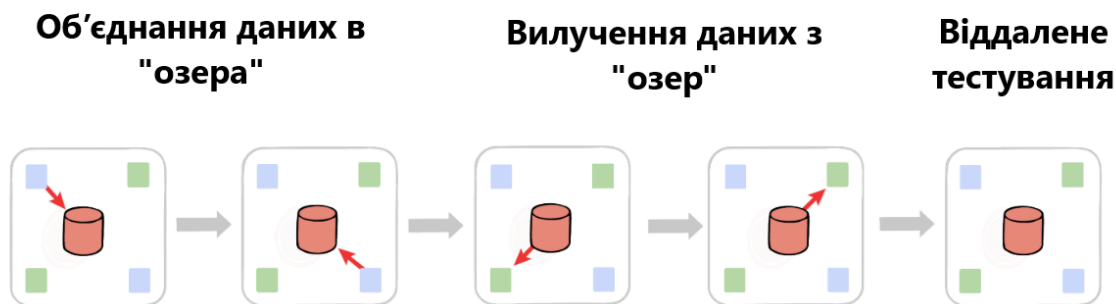 Об’єднання даних в
"озера"
Вилучення даних з
"озер"
Віддалене
тестування